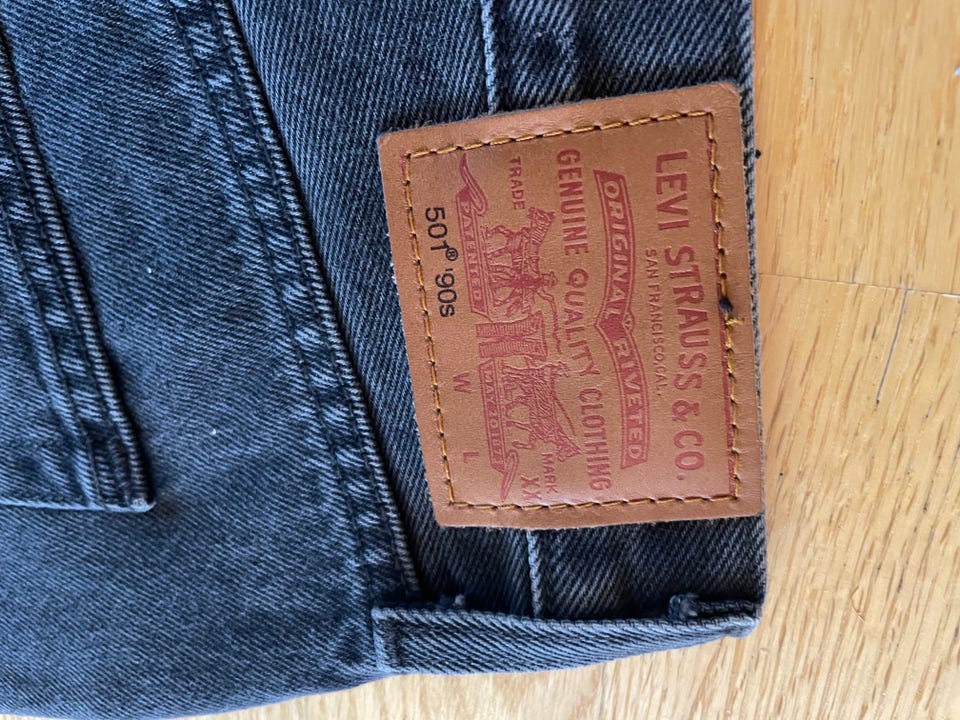 LEVI STRAUSS & CO.
SAN FRANCISCO, CAL.
ORIGINAL RIVETED
GENUINE QUALITY CLOTHING
TRADE MARK
XX
501® '90s
W L